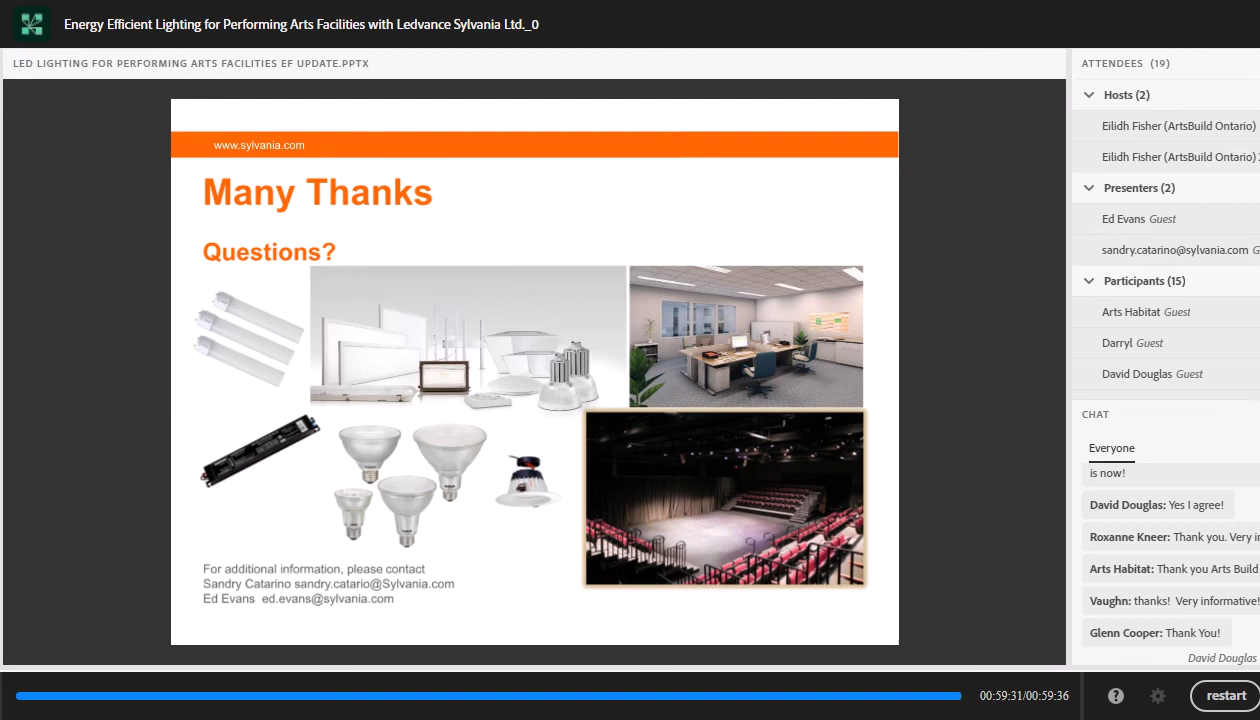 Energy Efficient Lighting for Performing Arts Facilities with Ledvance Sylvania Ltd._0
LED LIGHTING FOR PERFORMING ARTS FACILITIES EF UPDATE.PPTX
www.sylvania.com
Many Thanks
Questions?
For additional information, please contact
Sandry Catarino sandry.catario@Sylvania.com
Ed Evans ed.evans@sylvania.com
ATTENDEES (19)
Hosts (2)
Eilidh Fisher (ArtsBuild Ontario)
Eilidh Fisher (ArtsBuild Ontario)
Presenters (2)
Ed Evans Guest
sandry.catarino@sylvania.com G
Participants (15)
Arts Habitat Guest
Darryl Guest
David Douglas Guest
CHAT
Everyone
is now!
David Douglas: Yes I agree!
Roxanne Kneer: Thank you. Very i
Arts Habitat: Thank you Arts Build
Vaughn: thanks! Very informative!
Glenn Cooper: Thank You!
David Douglas
00:59:31/00:59:36
?
restart